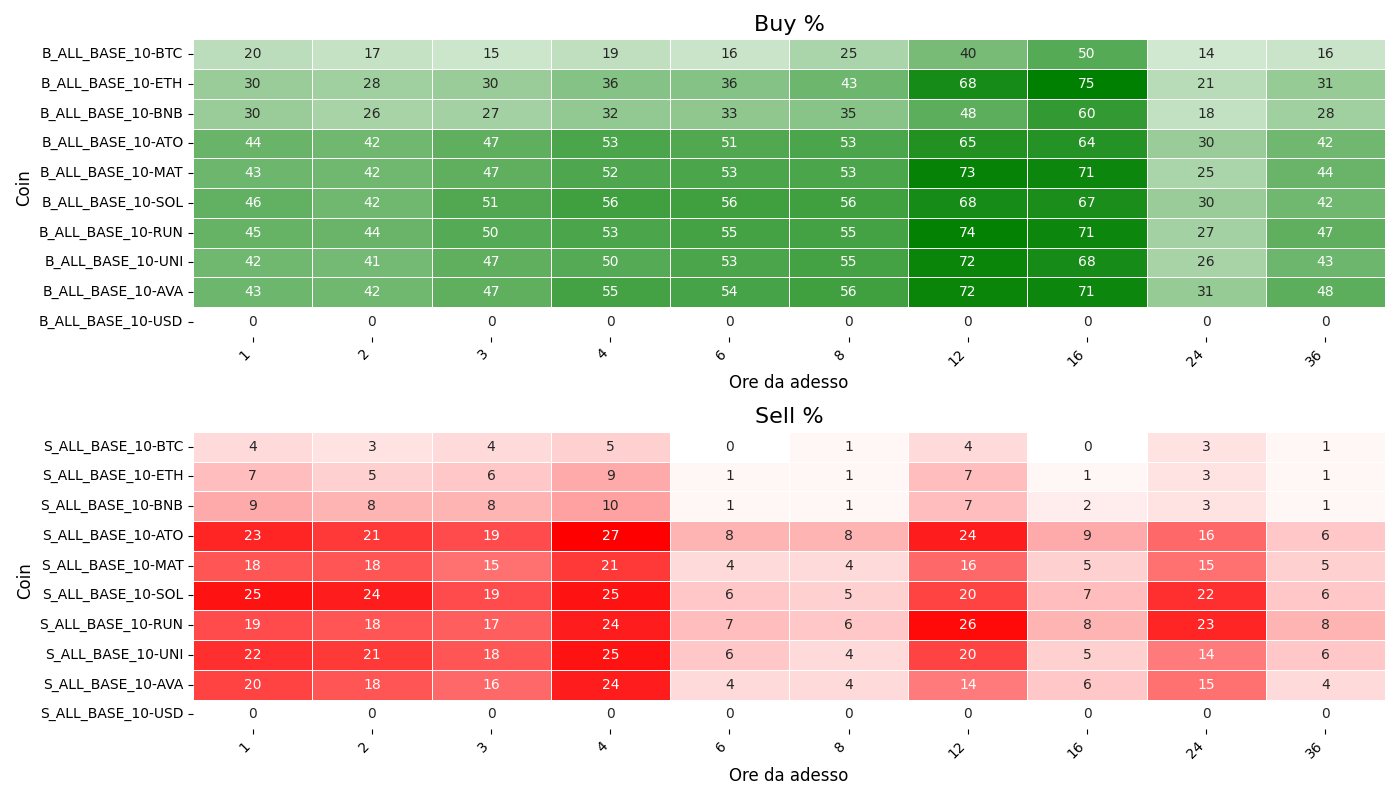 Buy %
Coin
B_ALL_BASE_10-BTC 20 17 15 19 16 25 40 50 14 16
B_ALL_BASE_10-ETH 30 28 30 36 36 43 68 75 21 31
B_ALL_BASE_10-BNB 30 26 27 32 33 35 48 60 18 28
B_ALL_BASE_10-ATO 44 42 47 53 51 53 65 64 30 42
B_ALL_BASE_10-MAT 43 42 47 52 53 53 73 71 25 44
B_ALL_BASE_10-SOL 46 42 51 56 56 56 68 67 30 42
B_ALL_BASE_10-RUN 45 44 50 53 55 55 74 71 27 47
B_ALL_BASE_10-UNI 42 41 47 50 53 55 72 68 26 43
B_ALL_BASE_10-AVA 43 42 47 55 54 56 72 71 31 48
B_ALL_BASE_10-USD 0 0 0 0 0 0 0 0 0 0
1 2 3 4 6 8 12 16 24 36
Ore da adesso
Sell %
Coin
S_ALL_BASE_10-BTC 4 3 4 5 0 1 4 0 3 1
S_ALL_BASE_10-ETH 7 5 6 9 1 1 7 1 3 1
S_ALL_BASE_10-BNB 9 8 8 10 1 1 7 2 3 1
S_ALL_BASE_10-ATO 23 21 19 27 8 8 24 9 16 6
S_ALL_BASE_10-MAT 18 18 15 21 4 4 16 5 15 5
S_ALL_BASE_10-SOL 25 24 19 25 6 5 20 7 22 6
S_ALL_BASE_10-RUN 19 18 17 24 7 6 26 8 23 8
S_ALL_BASE_10-UNI 22 21 18 25 6 4 20 5 14 6
S_ALL_BASE_10-AVA 20 18 16 24 4 4 14 6 15 4
S_ALL_BASE_10-USD 0 0 0 0 0 0 0 0 0 0
1 2 3 4 6 8 12 16 24 36
Ore da adesso